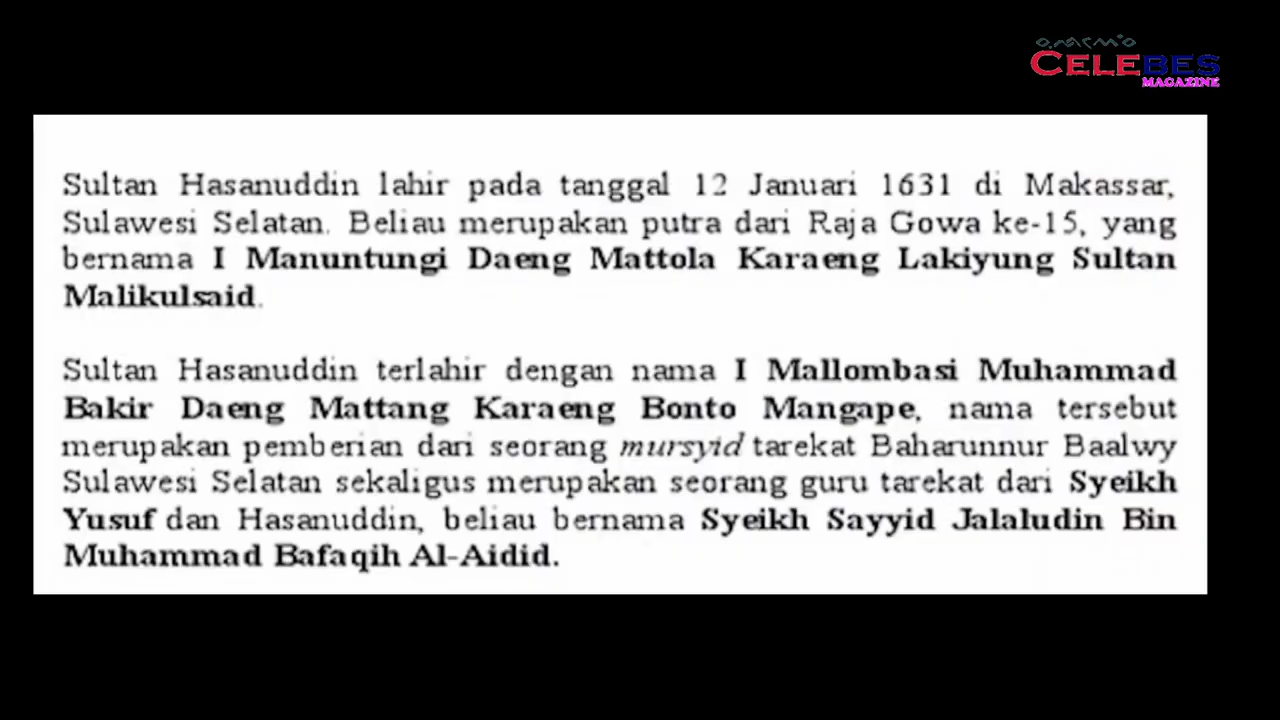 CELEBES
MAGAZINE
Sultan Hasanuddin lahir pada tanggal 12 Januari 1631 di Makassar,
Sulawesi Selatan. Beliau merupakan putra dari Raja Gowa ke-15, yang
bernama I Manuntungi Daeng Mattola Karaeng Lakiyung Sultan
Malikulsaid.
Sultan Hasanuddin terlahir dengan nama I Mallombasi Muhammad
Bakir Daeng Mattang Karaeng Bonto Mangape, nama tersebut
merupakan pemberian dari seorang mursyid tarekat Baharunnur Baalwy
Sulawesi Selatan sekaligus merupakan seorang guru tarekat dari Syeikh
Yusuf dan Hasanuddin, beliau bernama Syeikh Sayyid Jalaludin Bin
Muhammad Bafaqih Al-Aidid.